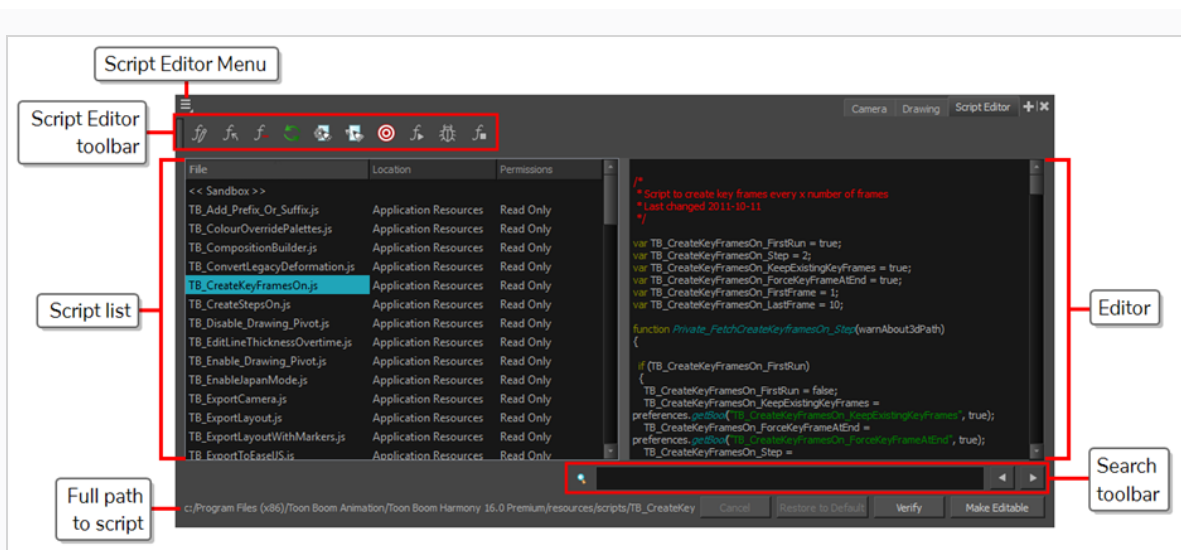 Script Editor Menu
Script Editor
toolbar
Camera Drawing Script Editor
File Location Permissions
<< Sandbox >>
TB_Add_Prefix_Or_Suffix.js Application Resources Read Only
TB_ColourOverridePalettes.js Application Resources Read Only
TB_CompositionBuilder.js Application Resources Read Only
TB_ConvertLegacyDeformation.js Application Resources Read Only
TB_CreateKeyFramesOn.js Application Resources Read Only
TB_CreateStepsOn.js Application Resources Read Only
TB_Disable_Drawing_Pivot.js Application Resources Read Only
TB_EditLineThicknessOvertime.js Application Resources Read Only
TB_Enable_Drawing_Pivot.js Application Resources Read Only
TB_EnableJapanMode.js Application Resources Read Only
TB_ExportCamera.js Application Resources Read Only
TB_ExportLayout.js Application Resources Read Only
TB_ExportLayoutWithMarkers.js Application Resources Read Only
TB_ExportToEaseUS.js Application Resources Read Only
Script list
/*
* Script to create key frames every x number of frames
* Last changed 2011-10-11
*/
var TB_CreateKeyFramesOn_FirstRun = true;
var TB_CreateKeyFramesOn_Step = 2;
var TB_CreateKeyFramesOn_KeepExistingKeyFrames = true;
var TB_CreateKeyFramesOn_ForceKeyFrameAtEnd = true;
var TB_CreateKeyFramesOn_FirstFrame = 1;
var TB_CreateKeyFramesOn_LastFrame = 10;
function Private_FetchCreateKeyframesOn_Step(warnAbout3dPath)
{
if (TB_CreateKeyFramesOn_FirstRun)
{
TB_CreateKeyFramesOn_FirstRun = false;
TB_CreateKeyFramesOn_KeepExistingKeyFrames =
preferences.getBool("TB_CreateKeyFramesOn_KeepExistingKeyFrames", true);
TB_CreateKeyFramesOn_ForceKeyFrameAtEnd =
preferences.getBool("TB_CreateKeyFramesOn_ForceKeyFrameAtEnd", true);
TB_CreateKeyFramesOn_Step =
Editor
Search
toolbar
Full path
to script
c:/Program Files (x86)/Toon Boom Animation/Toon Boom Harmony 16.0 Premium/resources/scripts/TB_CreateKey
Cancel Restore to Default Verify Make Editable